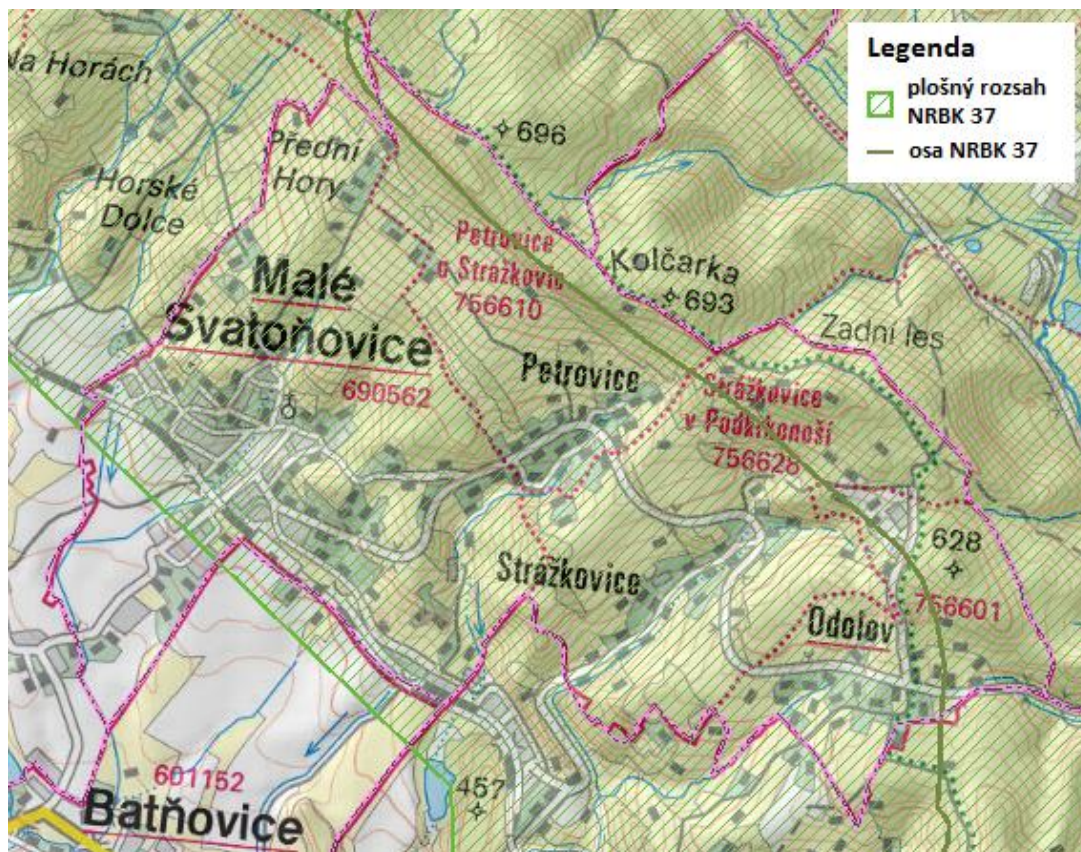 Legenda
plošný rozsah
NRBK 37
osa NRBK 37
Na Horách
Přední
Hory
Horské
Dolce
696
Petrovice
u Strážkovic
756610
Kolčarka
693
Zadní les
Malé
Svatoňovice
690562
Petrovice
Strážkovice
v Podkrkonoší
756628
628
756601
Strážkovice
Odolov
601152
Batňovice
457